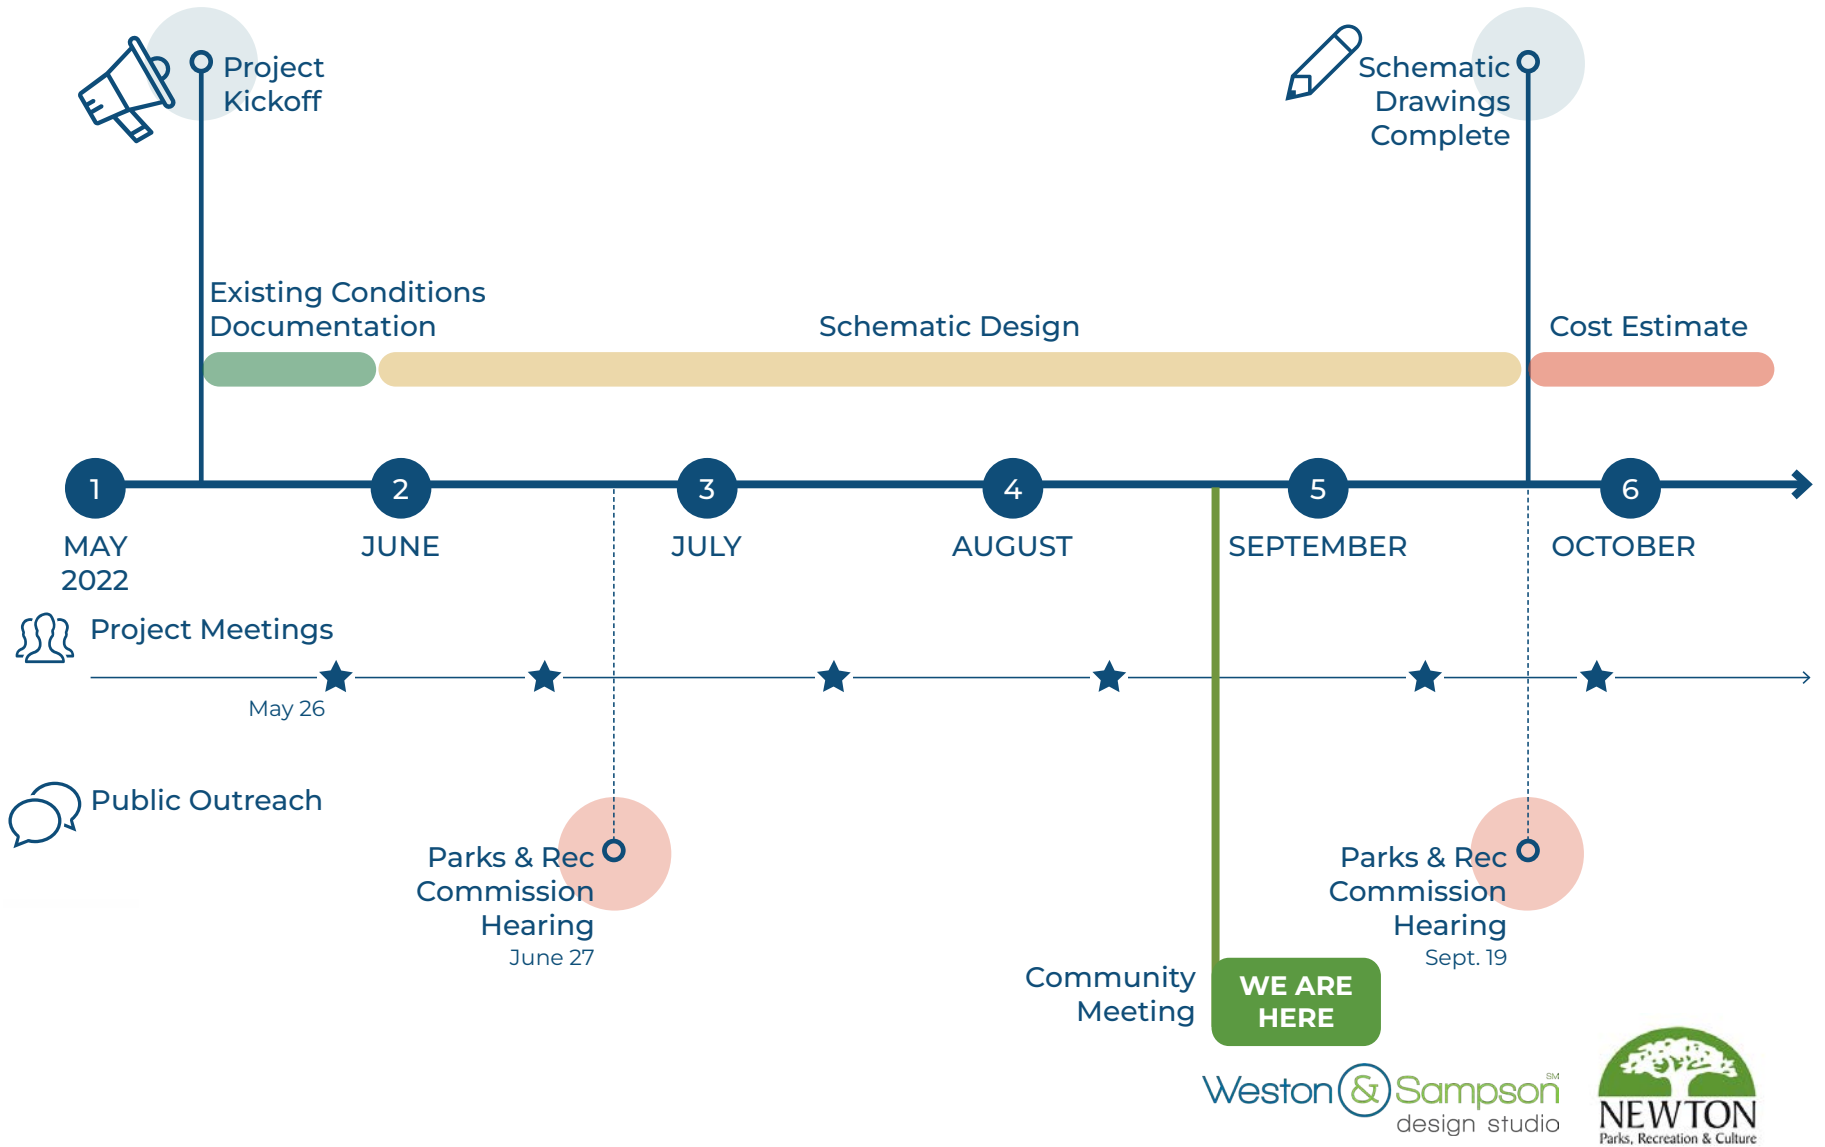 Project
Kickoff
Schematic
Drawings
Complete
Existing Conditions
Documentation
Schematic Design
Cost Estimate
1
2
3
4
5
6
MAY
2022
JUNE
JULY
AUGUST
SEPTEMBER
OCTOBER
Project Meetings
May 26
Public Outreach
Parks & Rec
Commission
Hearing
June 27
Parks & Rec
Commission
Hearing
Sept. 19
Community
Meeting
WE ARE
HERE
Weston & Sampson SM
design studio
NEWTON
Parks, Recreation & Culture